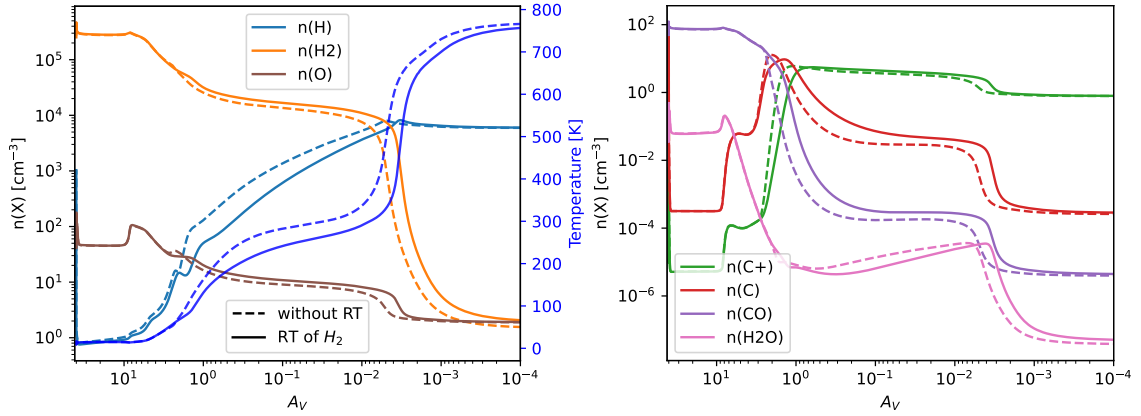 n(H)
n(H2)
n(O)
without RT
RT of $H_2$
n(X) [cm$^{-3}$]
10$^5$
10$^4$
10$^3$
10$^2$
10$^1$
10$^0$
10$^1$
10$^0$
10$^{-1}$
10$^{-2}$
10$^{-3}$
10$^{-4}$
$A_V$
Temperature [K]
800
700
600
500
400
300
200
100
0
n(X) [cm$^{-3}$]
10$^2$
10$^0$
10$^{-2}$
10$^{-4}$
10$^{-6}$
n(C+)
n(C)
n(CO)
n(H2O)
10$^1$
10$^0$
10$^{-1}$
10$^{-2}$
10$^{-3}$
10$^{-4}$
$A_V$